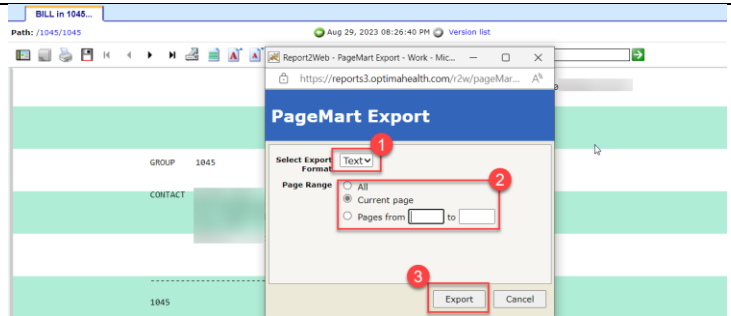 BILL in 1045...
Path: /1045/1045
Aug 29, 2023 08:26:40 PM
Version list
Report2Web - PageMart Export - Work - Mic...
https://reports3.optimahealth.com/r2w/pageMar...
PageMart Export
1
Select Export Format
Text
2
Page Range
All
Current page
Pages from
to
GROUP 1045
CONTACT
3
Export
Cancel
1045